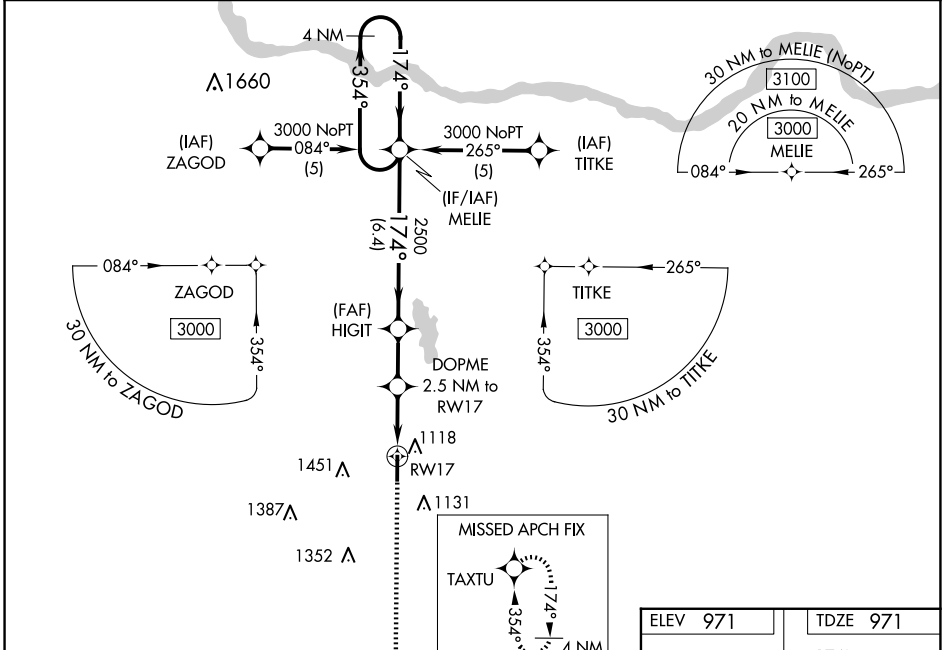 4 NM
174°
354°
1660
(IAF)
ZAGOD
3000 NoPT
084°
(5)
3000 NoPT
265°
(5)
(IAF)
TITKE
(IF/IAF)
MELIE
30 NM to MELIE (NoPT)
3100
20 NM to MELIE
3000
MELIE
084°
265°
2500
174°
(6.4)
084°
ZAGOD
3000
354°
30 NM to ZAGOD
265°
TITKE
3000
354°
30 NM to TITKE
(FAF)
HIGIT
DOPME
2.5 NM to
RW17
1118
RW17
1451
1387
1131
1352
MISSED APCH FIX
TAXTU
174°
354°
4 NM
ELEV 971
TDZE 971